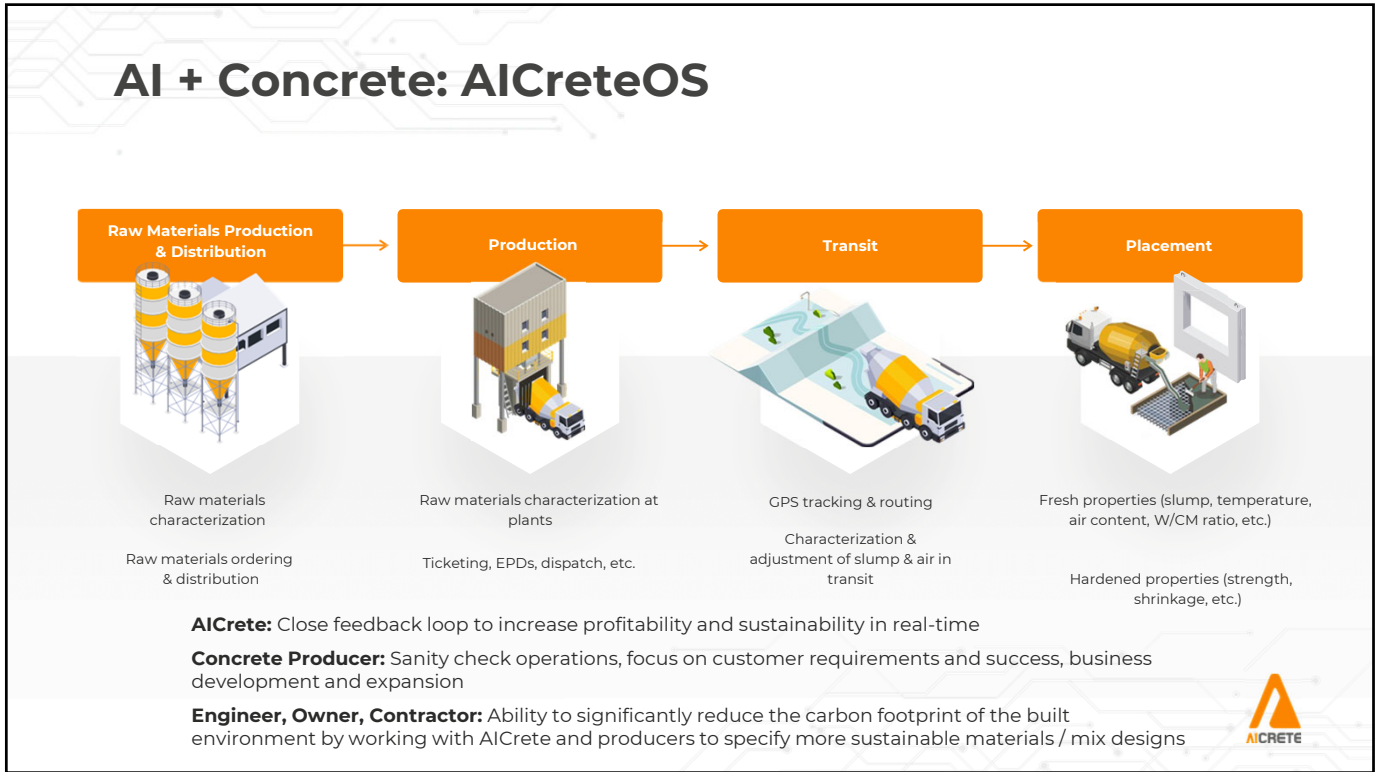 AI + Concrete: AICreteOS
Raw Materials Production
& Distribution
Production
Transit
Placement
Raw materials
characterization
Raw materials ordering
& distribution
Raw materials characterization at
plants
Ticketing, EPDs, dispatch, etc.
GPS tracking & routing
Characterization &
adjustment of slump & air in
transit
Fresh properties (slump, temperature,
air content, W/CM ratio, etc.)
Hardened properties (strength,
shrinkage, etc.)
AICrete: Close feedback loop to increase profitability and sustainability in real-time
Concrete Producer: Sanity check operations, focus on customer requirements and success, business
development and expansion
Engineer, Owner, Contractor: Ability to significantly reduce the carbon footprint of the built
environment by working with AICrete and producers to specify more sustainable materials / mix designs
AICRETE